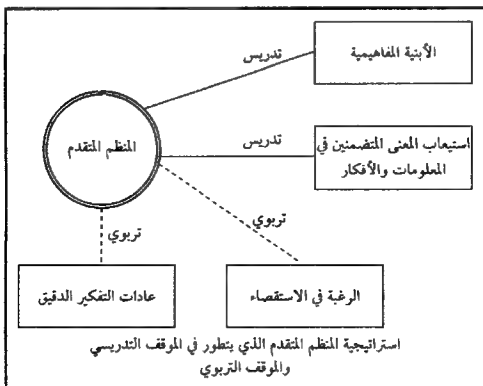 الأبنية المفاهيمية
تدريس
المنظم المتقدم
تدريس
استيعاب المعنى المتضمنين في
المعلومات والأفكار
تربوي
تربوي
عادات التفكير الدقيق
الرغبة في الاستقصاء
استراتيجية المنظم المتقدم الذي يتطور في الموقف التدريسي
والموقف التربوي